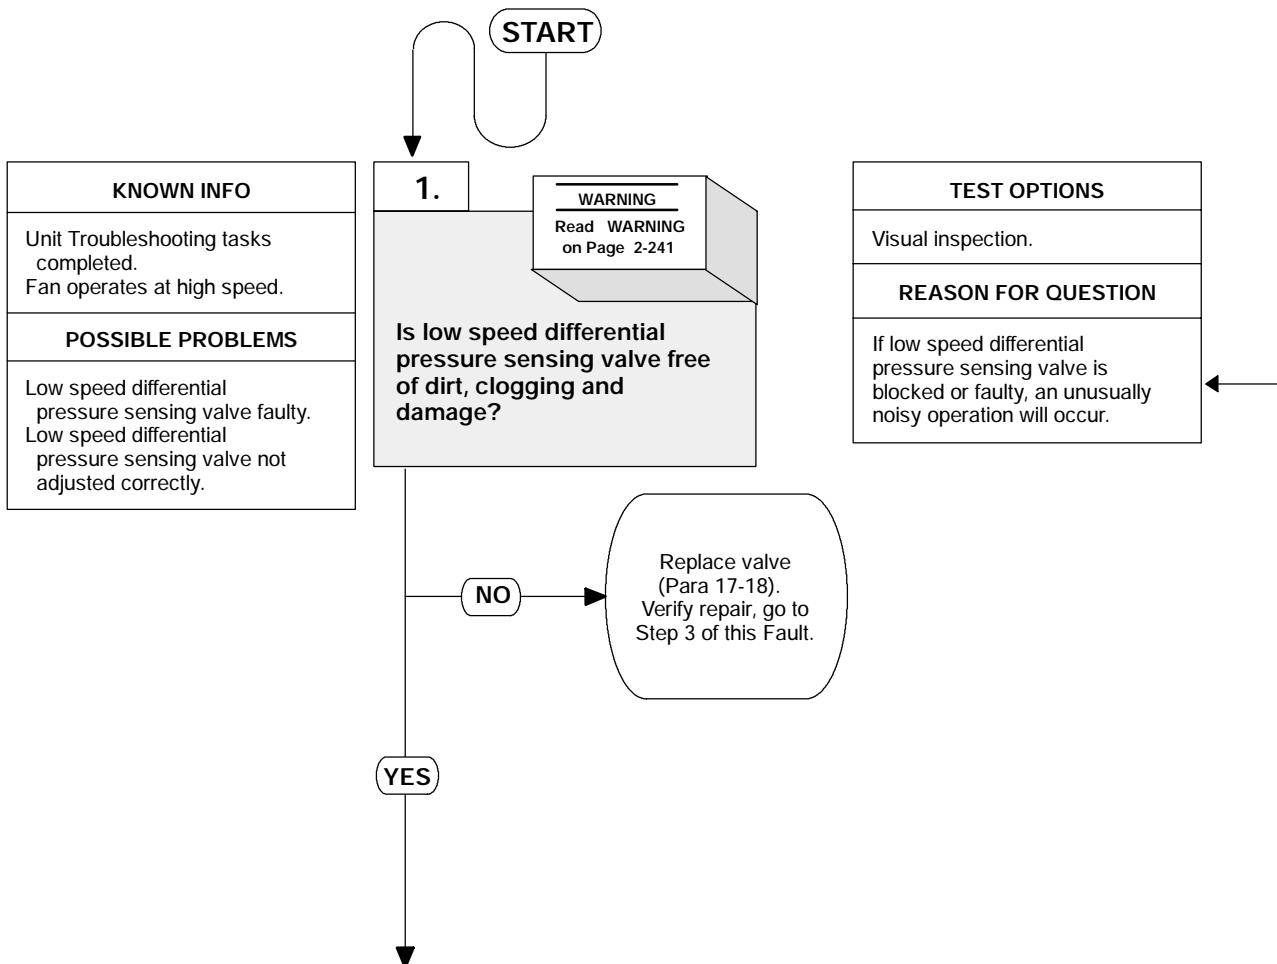 START
KNOWN INFO
Unit Troubleshooting tasks
completed.
Fan operates at high speed.
POSSIBLE PROBLEMS
Low speed differential
pressure sensing valve faulty.
Low speed differential
pressure sensing valve not
adjusted correctly.
1.
WARNING
Read WARNING
on Page 2-241
Is low speed differential
pressure sensing valve free
of dirt, clogging and
damage?
TEST OPTIONS
Visual inspection.
REASON FOR QUESTION
If low speed differential
pressure sensing valve is
blocked or faulty, an unusually
noisy operation will occur.
NO
Replace valve
(Para 17-18).
Verify repair, go to
Step 3 of this Fault.
YES